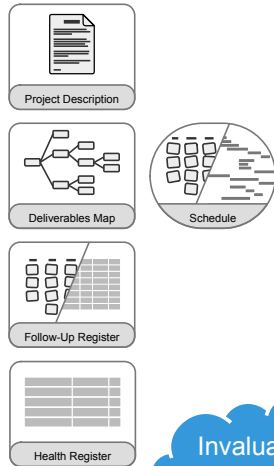 Project Description
Deliverables Map
Schedule
Follow-Up Register
Health Register
Invalua